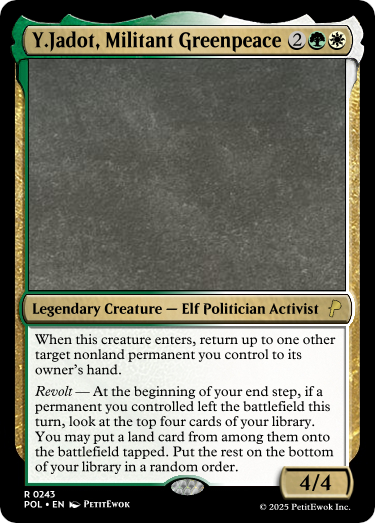 Y.Jadot, Militant Greenpeace 2
Legendary Creature — Elf Politician Activist
When this creature enters, return up to one other
target nonland permanent you control to its
owner's hand.
Revolt — At the beginning of your end step, if a
permanent you controlled left the battlefield this
turn, look at the top four cards of your library.
You may put a land card from among them onto
the battlefield tapped. Put the rest on the bottom
of your library in a random order.
4/4
R 0243
POL • EN PetitEwok
© 2025 PetitEwok Inc.